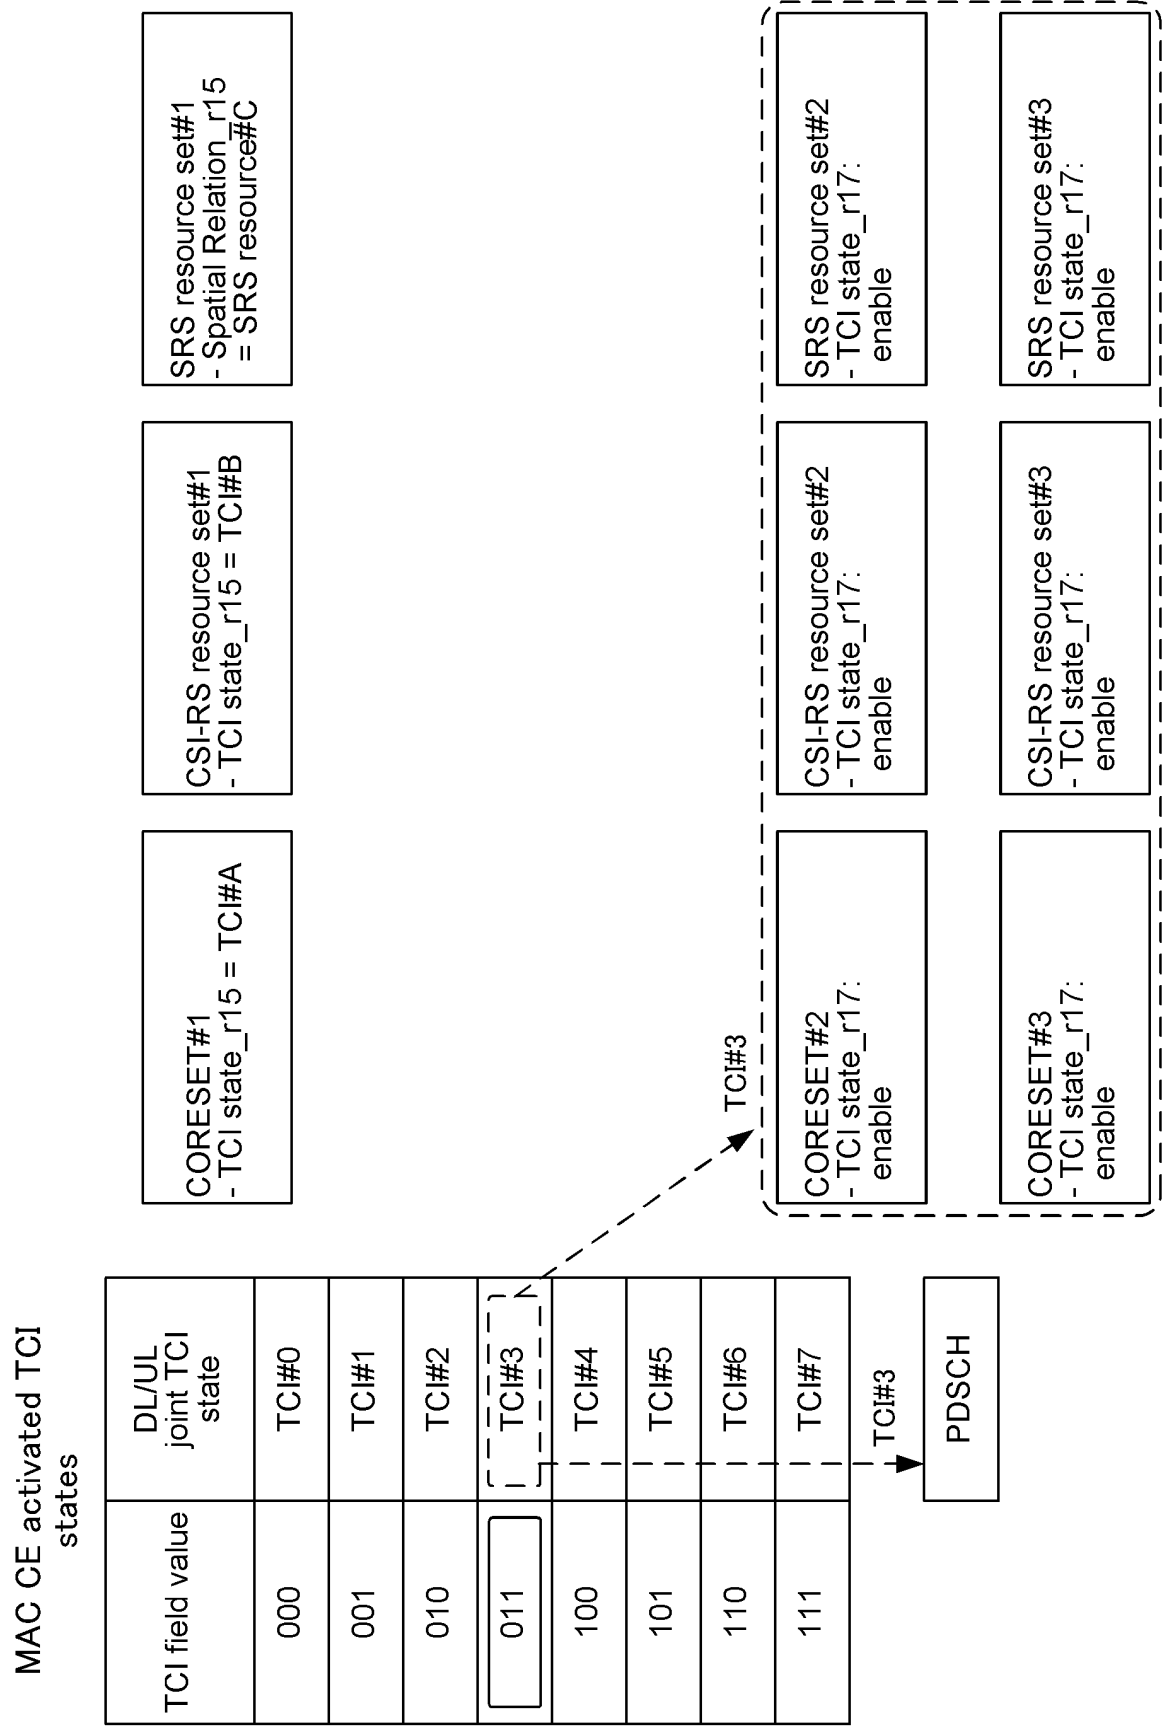 MAC CE activated TCI
states
TCI field value
DL/UL
joint TCI
state
000
TCI#0
001
TCI#1
010
TCI#2
011
TCI#3
100
TCI#4
101
TCI#5
110
TCI#6
111
TCI#7
TCI#3
PDSCH
TCI#3
CORESET#1
- TCI state_r15 = TCI#A
CSI-RS resource set#1
- TCI state_r15 = TCI#B
SRS resource set#1
- Spatial Relation_r15
= SRS resource#C
CORESET#2
- TCI state_r17:
enable
CSI-RS resource set#2
- TCI state_r17:
enable
SRS resource set#2
- TCI state_r17:
enable
CORESET#3
- TCI state_r17:
enable
CSI-RS resource set#3
- TCI state_r17:
enable
SRS resource set#3
- TCI state_r17:
enable